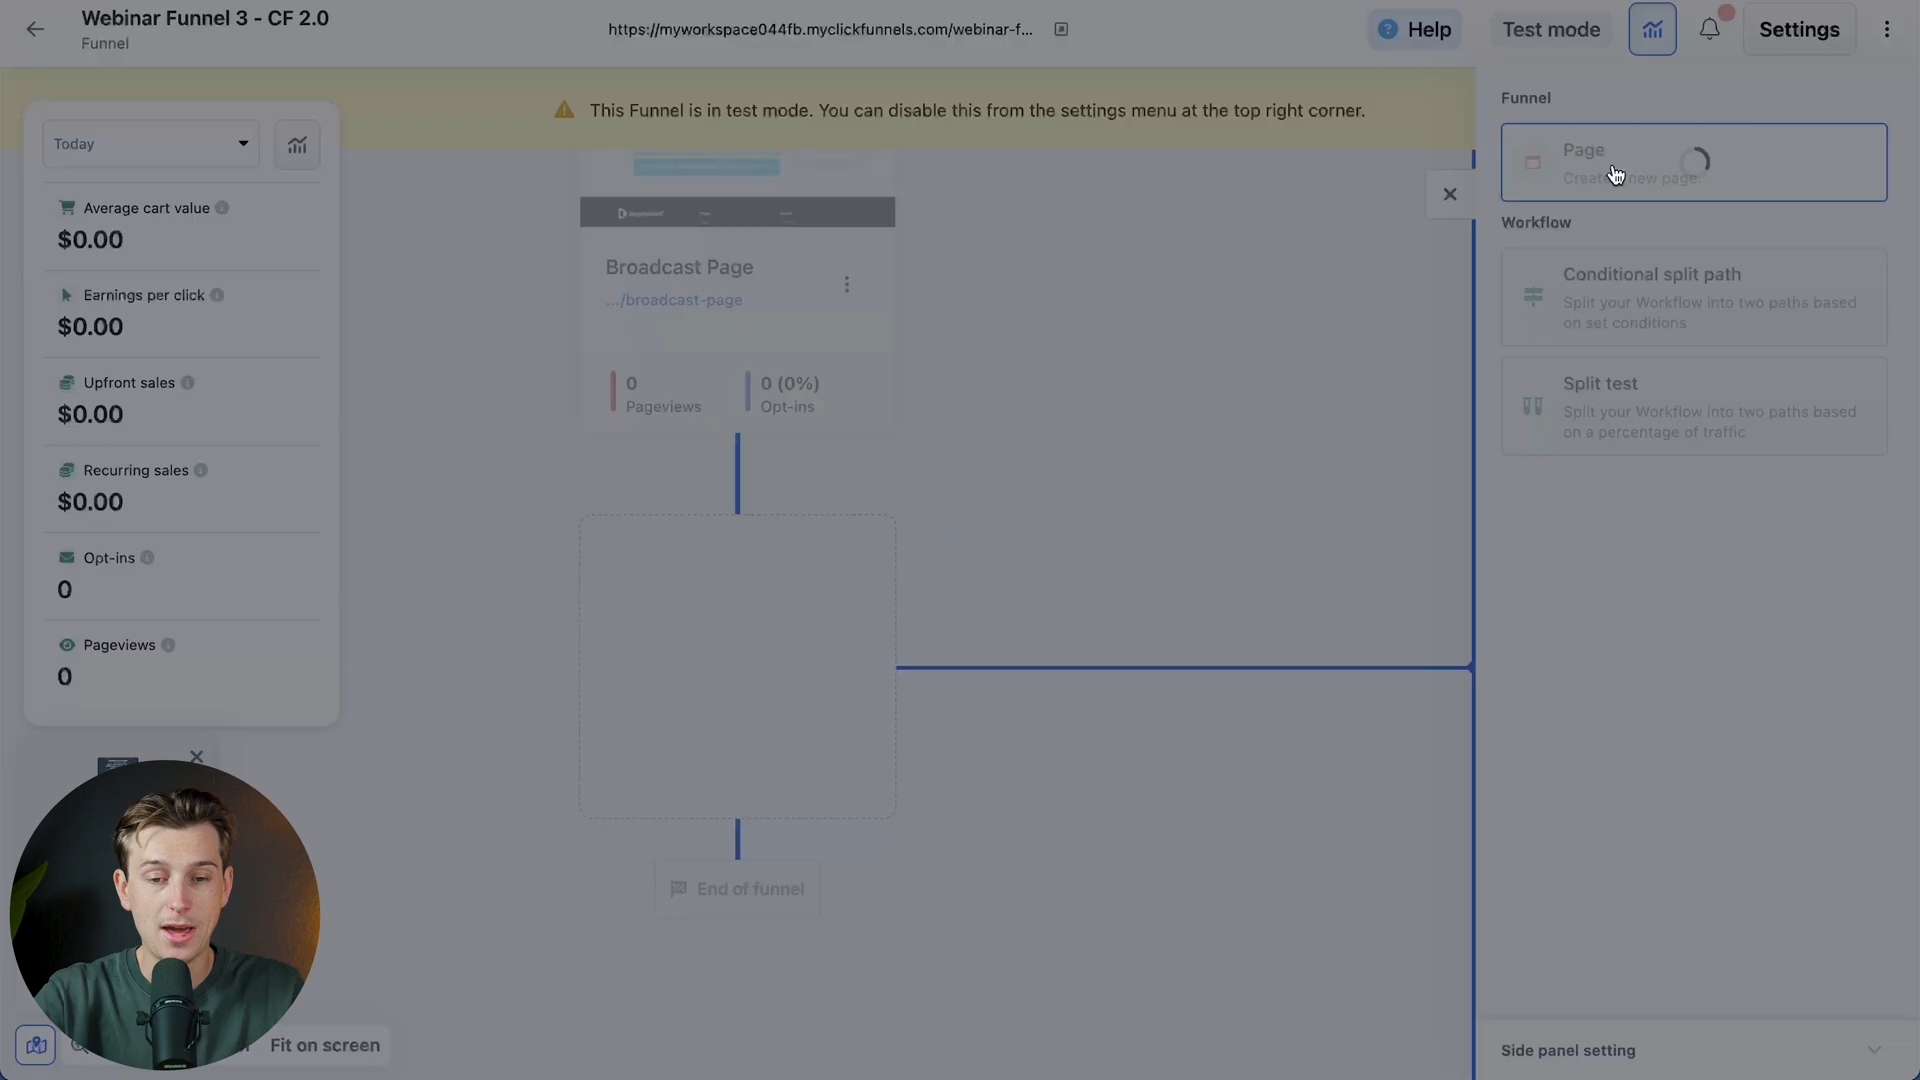 Webinar Funnel 3 - CF 2.0
Funnel
https://myworkspace044fb.myclickfunnels.com/webinar-f...
Help
Test mode
Settings
This Funnel is in test mode. You can disable this from the settings menu at the top right corner.
Today
Average cart value
$0.00
Earnings per click
$0.00
Upfront sales
$0.00
Recurring sales
$0.00
Opt-ins
0
Pageviews
0
Broadcast Page
.../broadcast-page
0
Pageviews
0 (0%)
Opt-ins
End of funnel
Fit on screen
Funnel
Page
new page.
Workflow
Conditional split path
Split your Workflow into two paths based
on set conditions
Split test
Split your Workflow into two paths based
on a percentage of traffic
Side panel setting